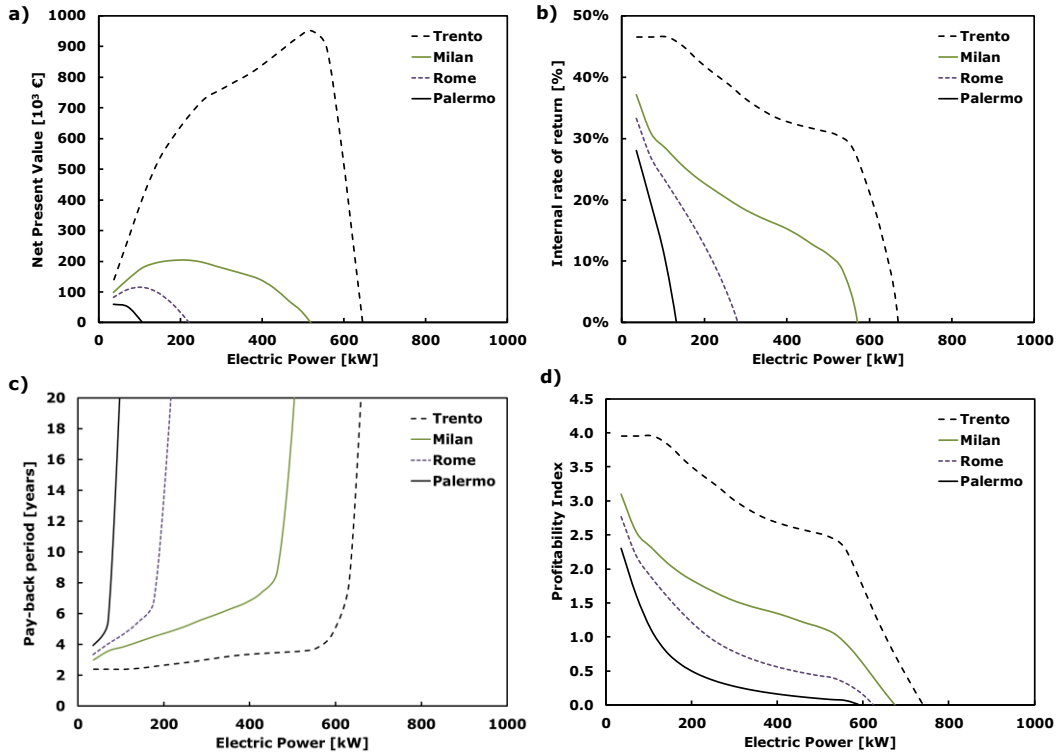 a)
Net Present Value [10³ €]
1000
900
800
700
600
500
400
300
200
100
0
0 200 400 600 800 1000
Electric Power [kW]
Trento
Milan
Rome
Palermo
b)
Internal rate of return [%]
50%
40%
30%
20%
10%
0%
0 200 400 600 800 1000
Electric Power [kW]
Trento
Milan
Rome
Palermo
c)
Pay-back period [years]
20
18
16
14
12
10
8
6
4
2
0
0 200 400 600 800 1000
Electric Power [kW]
Trento
Milan
Rome
Palermo
d)
Profitability Index
4.5
4.0
3.5
3.0
2.5
2.0
1.5
1.0
0.5
0.0
0 200 400 600 800 1000
Electric Power [kW]
Trento
Milan
Rome
Palermo